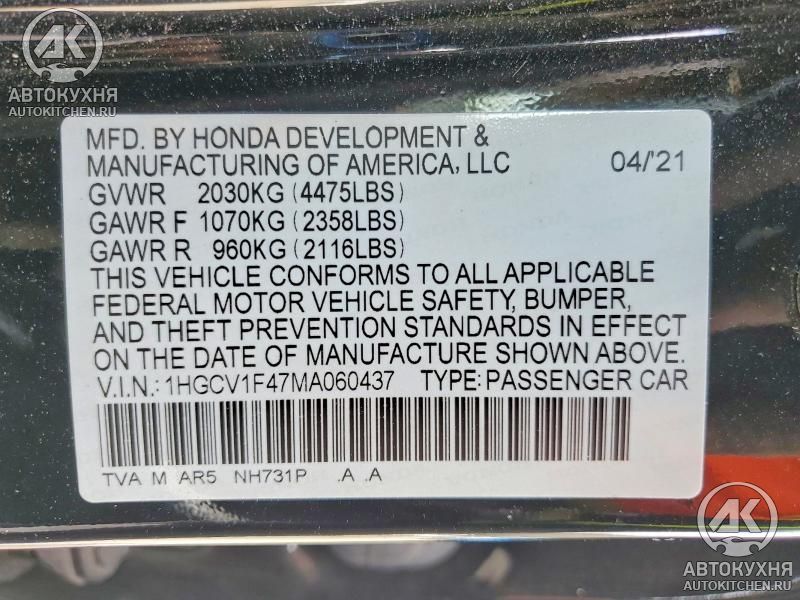 АК
АВТОКУХНЯ
AUTOKITCHEN.RU
MFD. BY HONDA DEVELOPMENT &
MANUFACTURING OF AMERICA, LLC 04/'21
GVWR 2030KG (4475LBS)
GAWR F 1070KG (2358LBS)
GAWR R 960KG (2116LBS)
THIS VEHICLE CONFORMS TO ALL APPLICABLE
FEDERAL MOTOR VEHICLE SAFETY, BUMPER,
AND THEFT PREVENTION STANDARDS IN EFFECT
ON THE DATE OF MANUFACTURE SHOWN ABOVE.
V.I.N.: 1HGCV1F47MA060437 TYPE: PASSENGER CAR
TVA M AR5 NH731P .A .A
АК
АВТОКУХНЯ
AUTOKITCHEN.RU